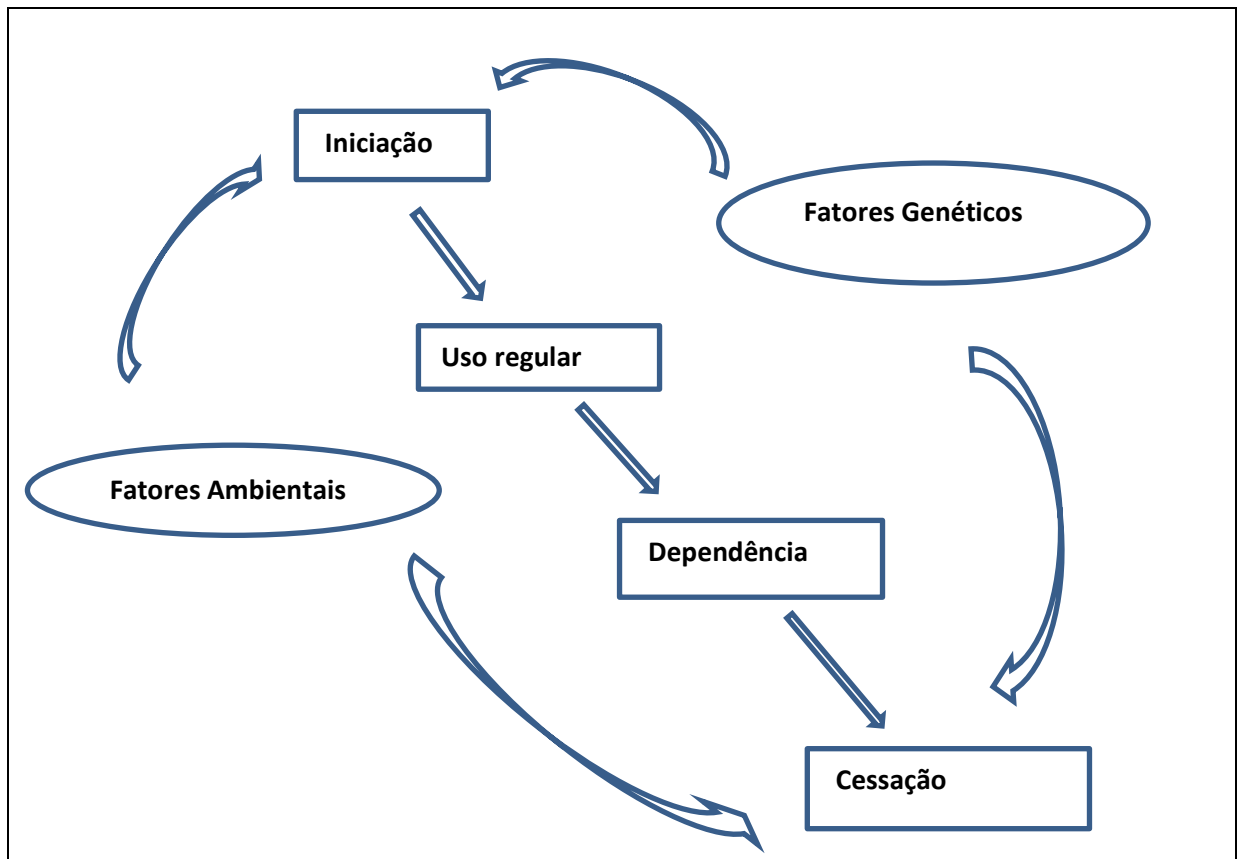 Iniciação
Fatores Genéticos
Uso regular
Fatores Ambientais
Dependência
Cessação